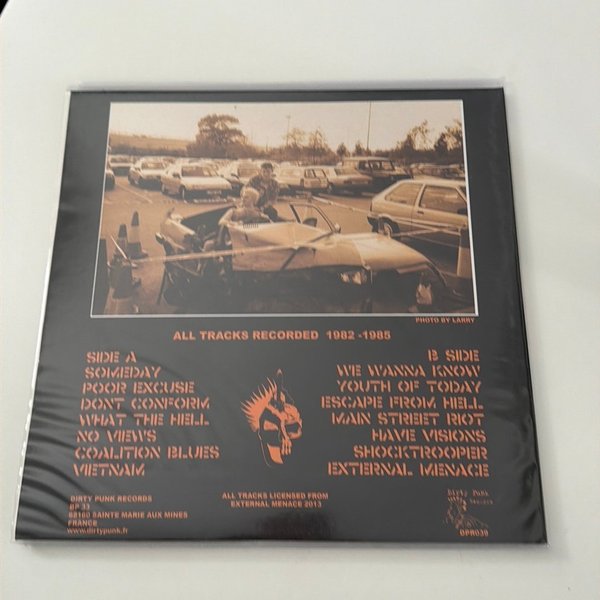 PHOTO BY LARRY
ALL TRACKS RECORDED 1982 -1985
SIDE A
SOMEDAY
POOR EXCUSE
DONT CONFORM
WHAT THE HELL
NO VIEWS
COALITION BLUES
VIETNAM
B SIDE
WE WANNA KNOW
YOUTH OF TODAY
ESCAPE FROM HELL
MAIN STREET RIOT
HAVE VISIONS
SHOCKTROOPER
EXTERNAL MENACE
DIRTY PUNK RECORDS
BP 33
68160 SAINTE MARIE AUX MINES
FRANCE
www.dirtypunk.fr
ALL TRACKS LICENSED FROM
EXTERNAL MENACE 2013
Dirty Punk
RECORDS
DPR039